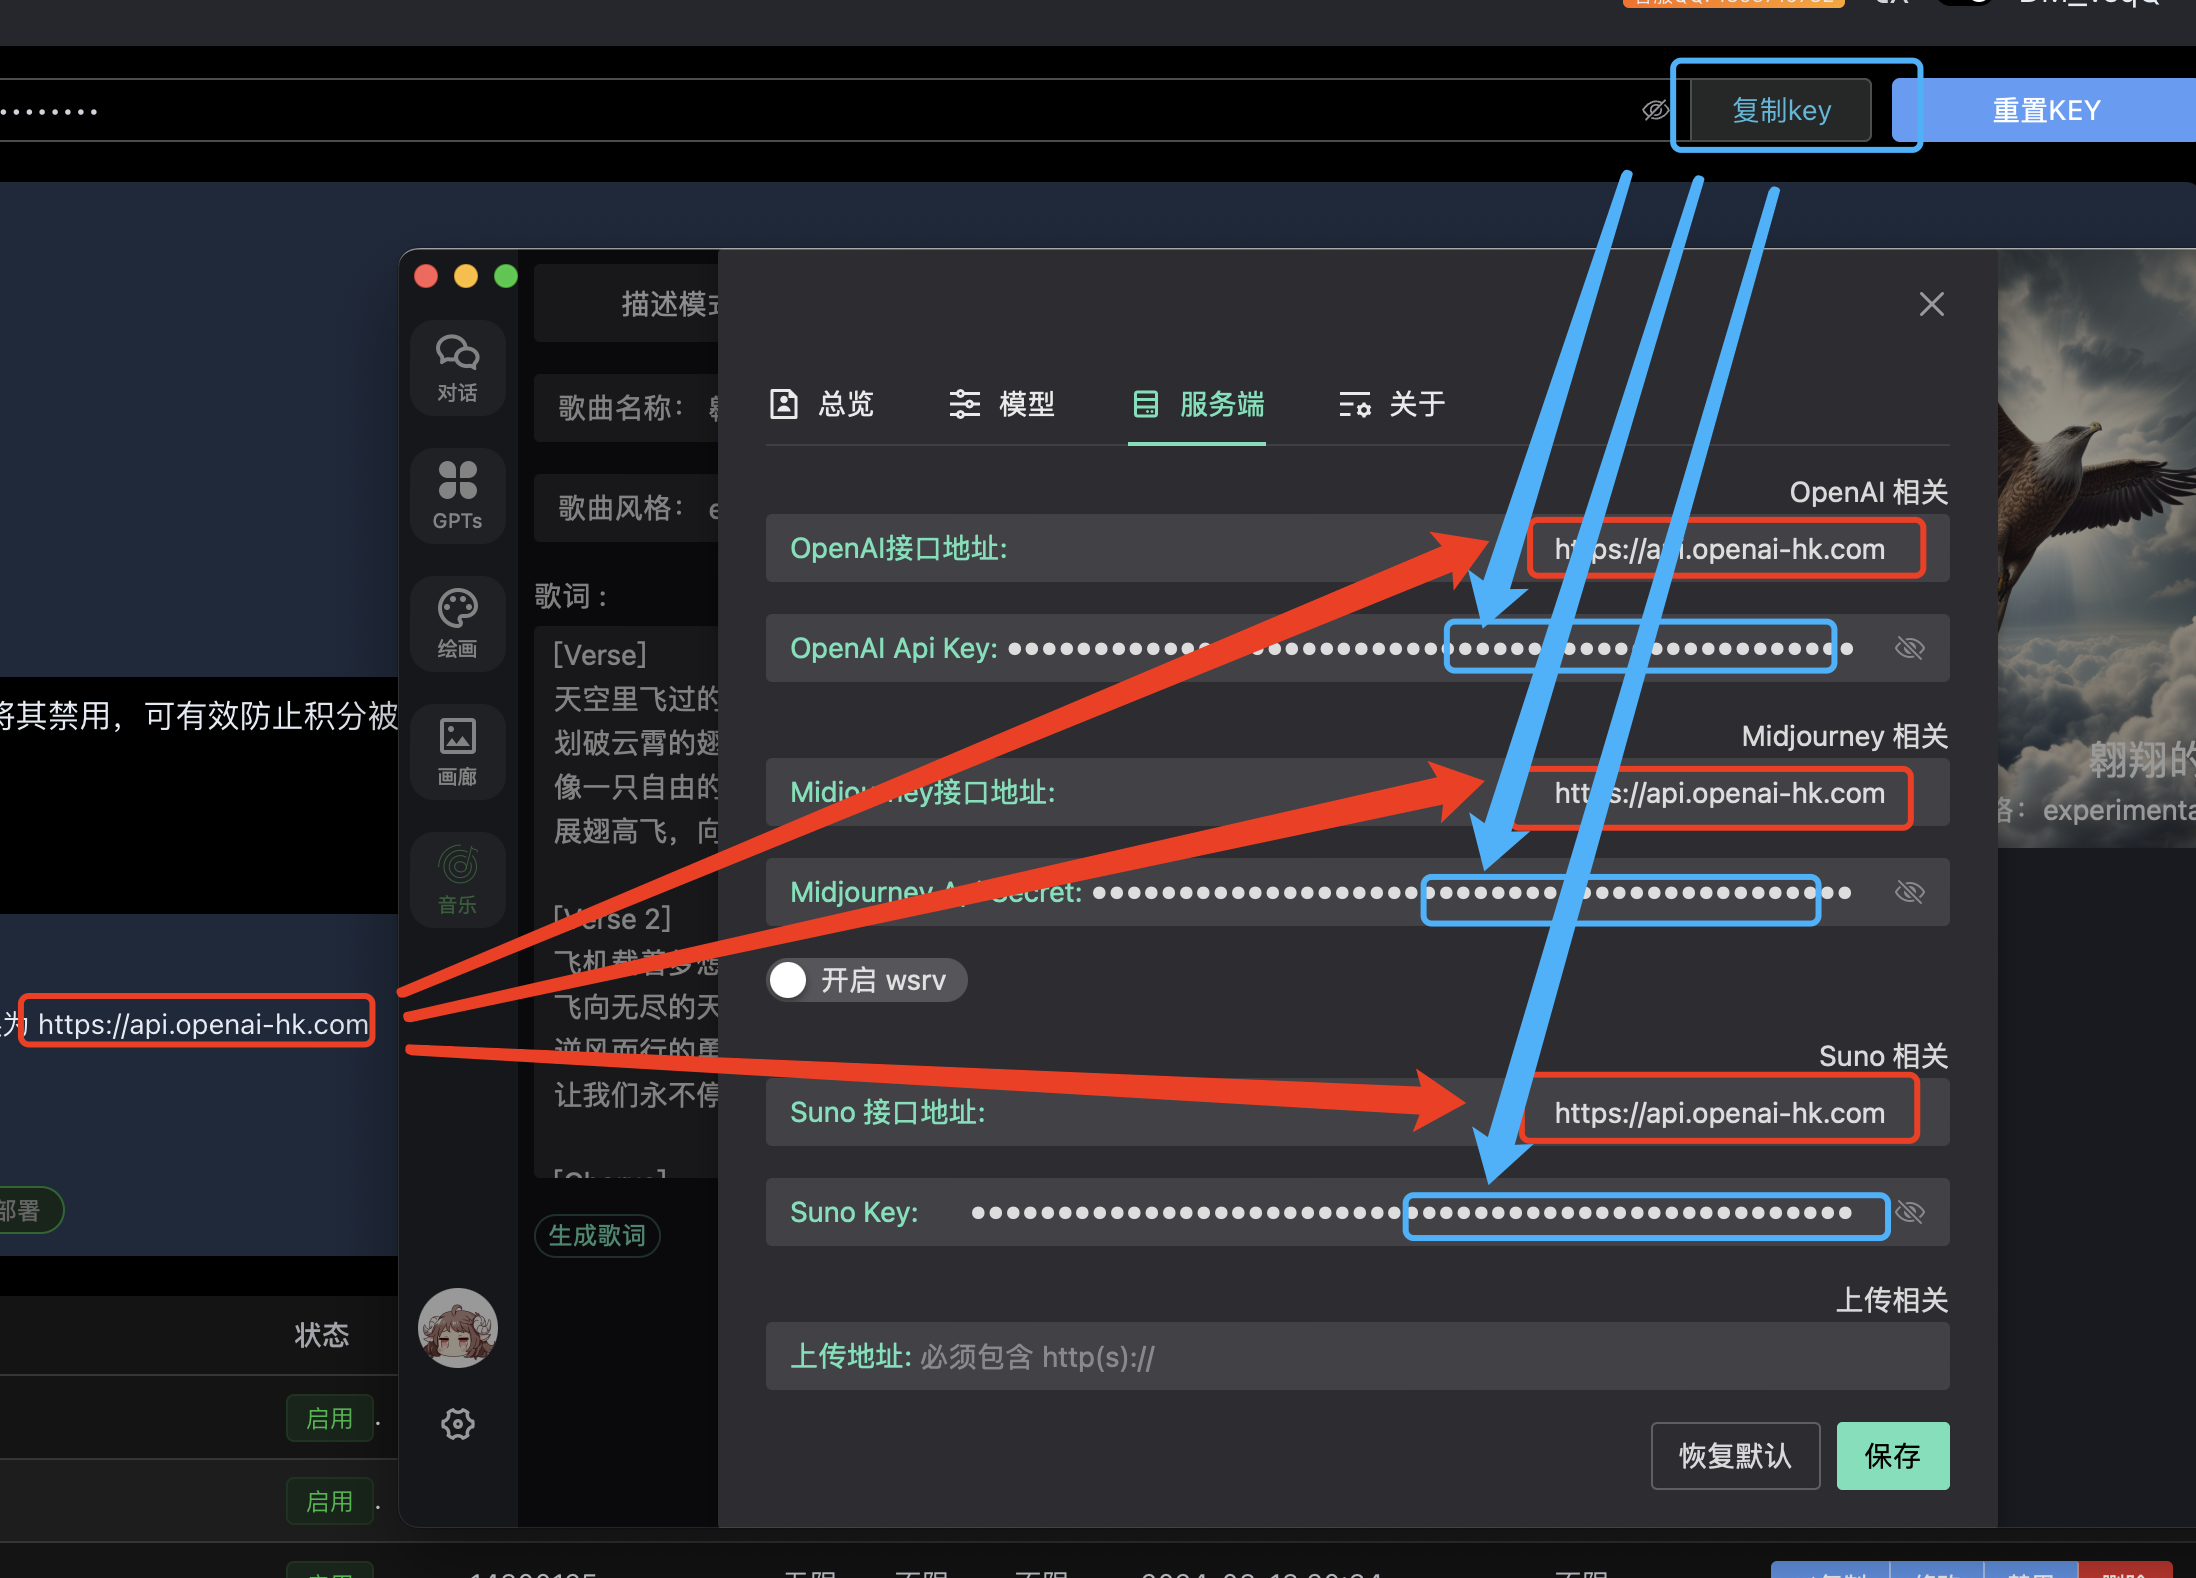 复制key
重置KEY
描述模式
总览
模型
服务端
关于
对话
GPTs
绘画
画廊
音乐
歌曲名称：
歌曲风格：
歌词：
[Verse]
天空里飞过的
划破云霄的翅
像一只自由的
展翅高飞，向
[Verse 2]
飞机载着梦想
飞向无尽的天
逆风而行的勇
让我们永不停
[Chorus]
生成歌词
OpenAI 相关
OpenAI接口地址:
https://api.openai-hk.com
OpenAI Api Key:
Midjourney 相关
Midjourney接口地址:
https://api.openai-hk.com
Midjourney Api Secret:
开启 wsrv
Suno 相关
Suno 接口地址:
https://api.openai-hk.com
Suno Key:
上传相关
上传地址: 必须包含 http(s)://
恢复默认
保存
将其禁用，可有效防止积分被
为 https://api.openai-hk.com
部署
状态
启用
启用
翱翔的
格：experimenta